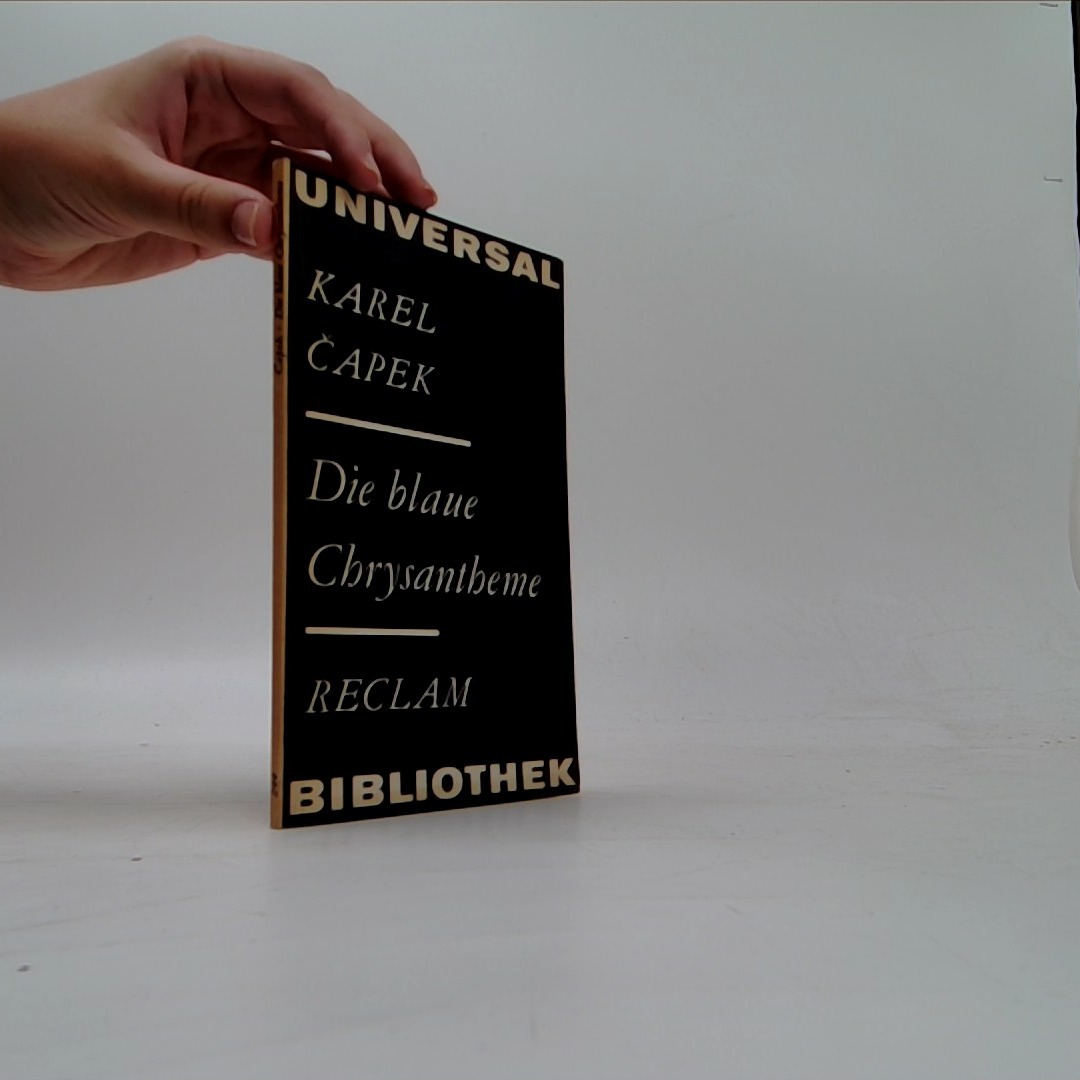 UNIVERSAL
KAREL
ČAPEK
Die blaue
Chrysantheme
RECLAM
BIBLIOTHEK